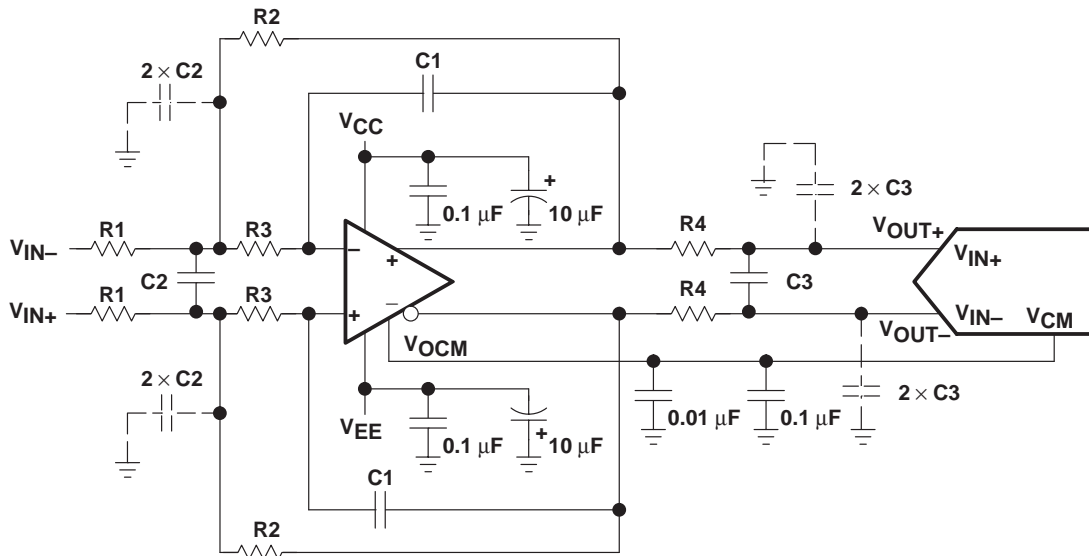 R2
C1
2 × C2
VCC
+
0.1 μF
10 μF
2 × C3
R1
R3
R4
VOUT+
VIN–
–
+
VIN+
C2
C3
R1
R3
R4
VIN+
+
–
VIN–
VCM
VOCM
VOUT–
2 × C2
2 × C3
0.01 μF
0.1 μF
VEE
0.1 μF
+
10 μF
C1
R2